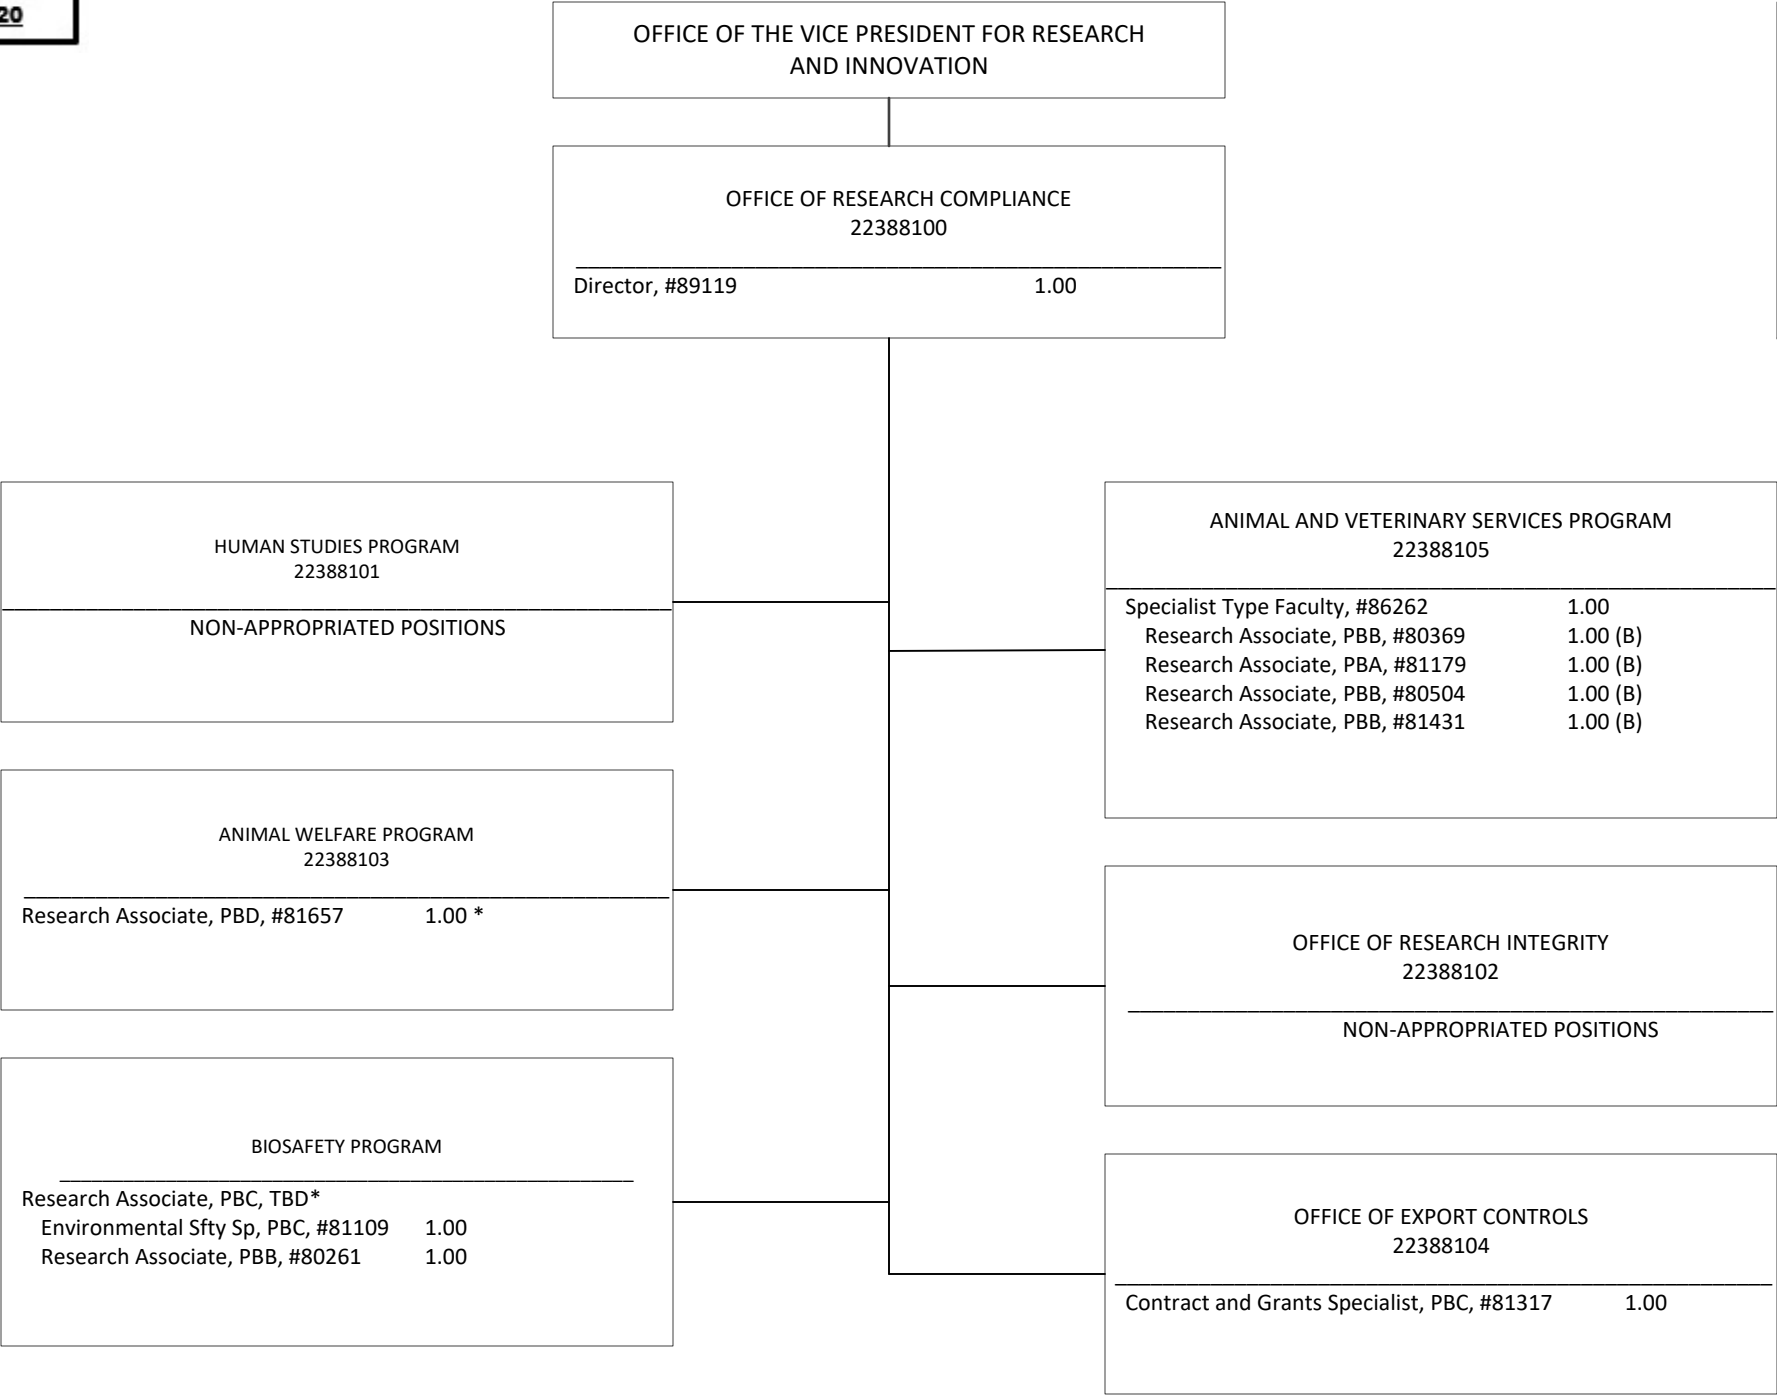 20
OFFICE OF THE VICE PRESIDENT FOR RESEARCH
AND INNOVATION
OFFICE OF RESEARCH COMPLIANCE
22388100
Director, #89119 1.00
HUMAN STUDIES PROGRAM
22388101
NON-APPROPRIATED POSITIONS
ANIMAL AND VETERINARY SERVICES PROGRAM
22388105
Specialist Type Faculty, #86262 1.00
Research Associate, PBB, #80369 1.00 (B)
Research Associate, PBA, #81179 1.00 (B)
Research Associate, PBB, #80504 1.00 (B)
Research Associate, PBB, #81431 1.00 (B)
ANIMAL WELFARE PROGRAM
22388103
Research Associate, PBD, #81657 1.00 *
OFFICE OF RESEARCH INTEGRITY
22388102
NON-APPROPRIATED POSITIONS
BIOSAFETY PROGRAM
Research Associate, PBC, TBD*
Environmental Sfty Sp, PBC, #81109 1.00
Research Associate, PBB, #80261 1.00
OFFICE OF EXPORT CONTROLS
22388104
Contract and Grants Specialist, PBC, #81317 1.00